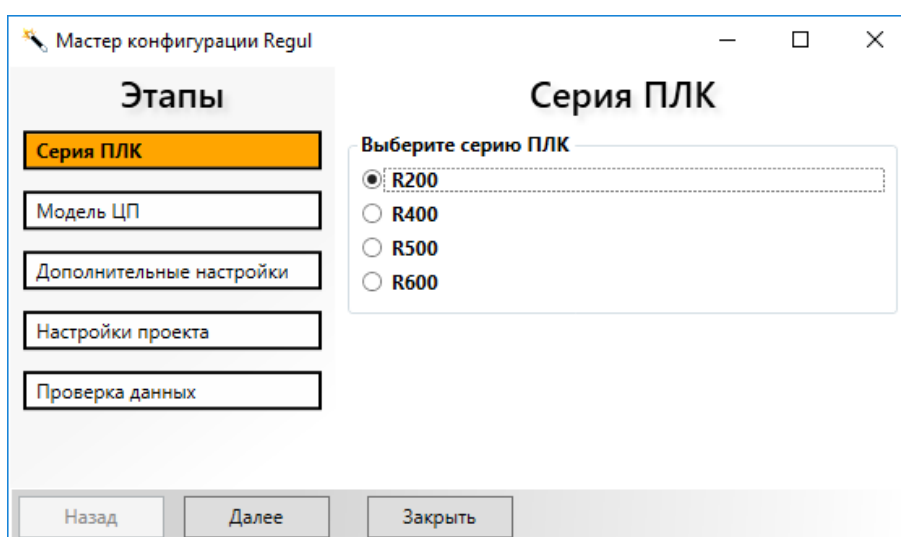 Мастер конфигурации Regul
Этапы
Серия ПЛК
Модель ЦП
Дополнительные настройки
Настройки проекта
Проверка данных
Серия ПЛК
Выберите серию ПЛК
R200
R400
R500
R600
Назад
Далее
Закрыть